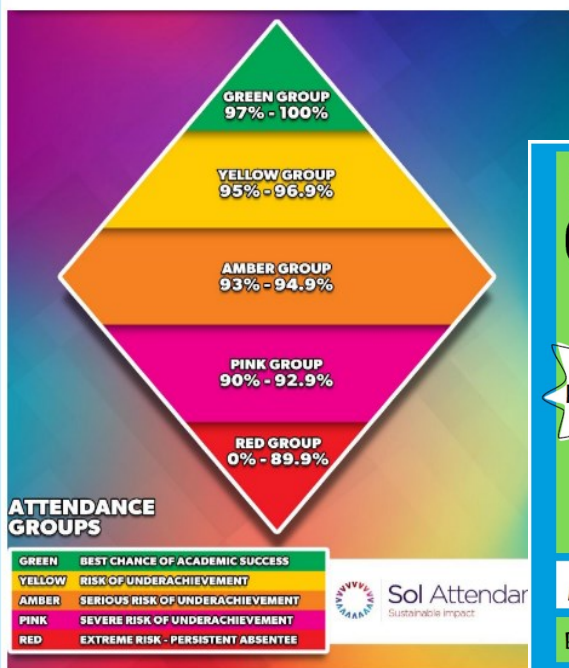 GREEN GROUP
97% - 100%
YELLOW GROUP
95% - 96.9%
AMBER GROUP
93% - 94.9%
PINK GROUP
90% - 92.9%
RED GROUP
0% - 89.9%
ATTENDANCE
GROUPS
GREEN BEST CHANCE OF ACADEMIC SUCCESS
YELLOW RISK OF UNDERACHIEVEMENT
AMBER SERIOUS RISK OF UNDERACHIEVEMENT
PINK SEVERE RISK OF UNDERACHIEVEMENT
RED EXTREME RISK - PERSISTENT ABSENTEE
Sol Attendar
Sustainable Impact